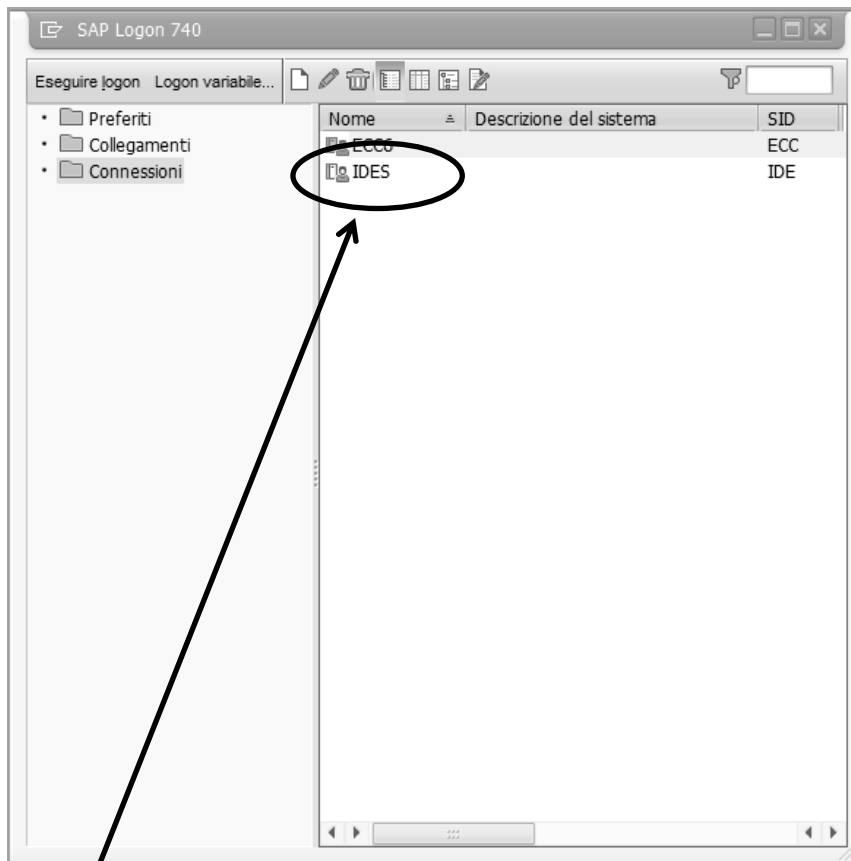 SAP Logon 740
Eseguire logon Logon variabile...
Preferiti
Collegamenti
Connessioni
Nome Descrizione del sistema SID
ECC6 ECC
IDES IDE